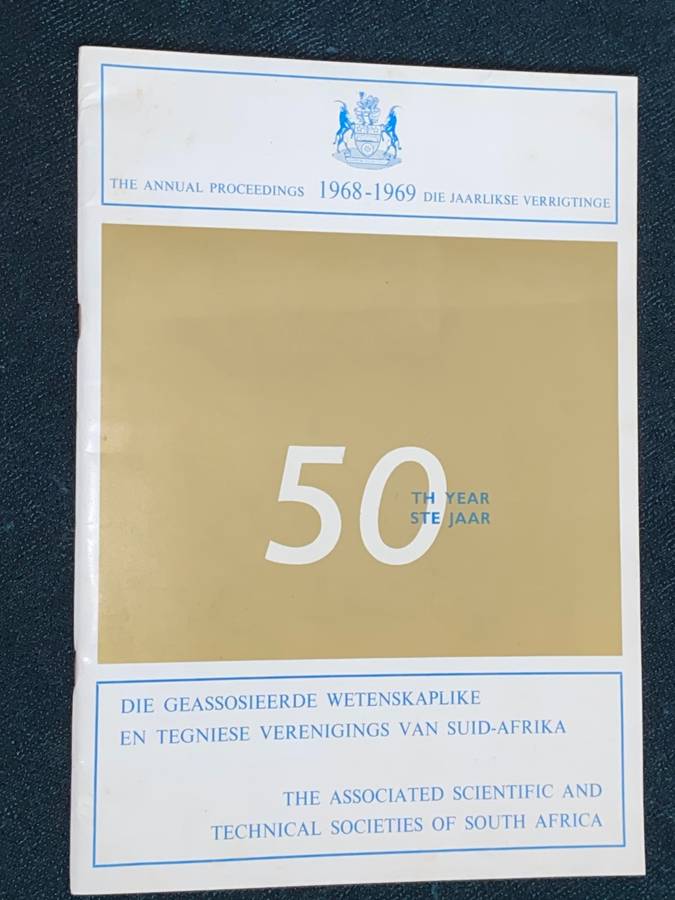 THE ANNUAL PROCEEDINGS 1968-1969 DIE JAARLIKSE VERRIGTINGE
50
TH YEAR
STE JAAR
DIE GEASSOSIEERDE WETENSKAPLIKE
EN TEGNIESE VERENIGINGS VAN SUID-AFRIKA
THE ASSOCIATED SCIENTIFIC AND
TECHNICAL SOCIETIES OF SOUTH AFRICA